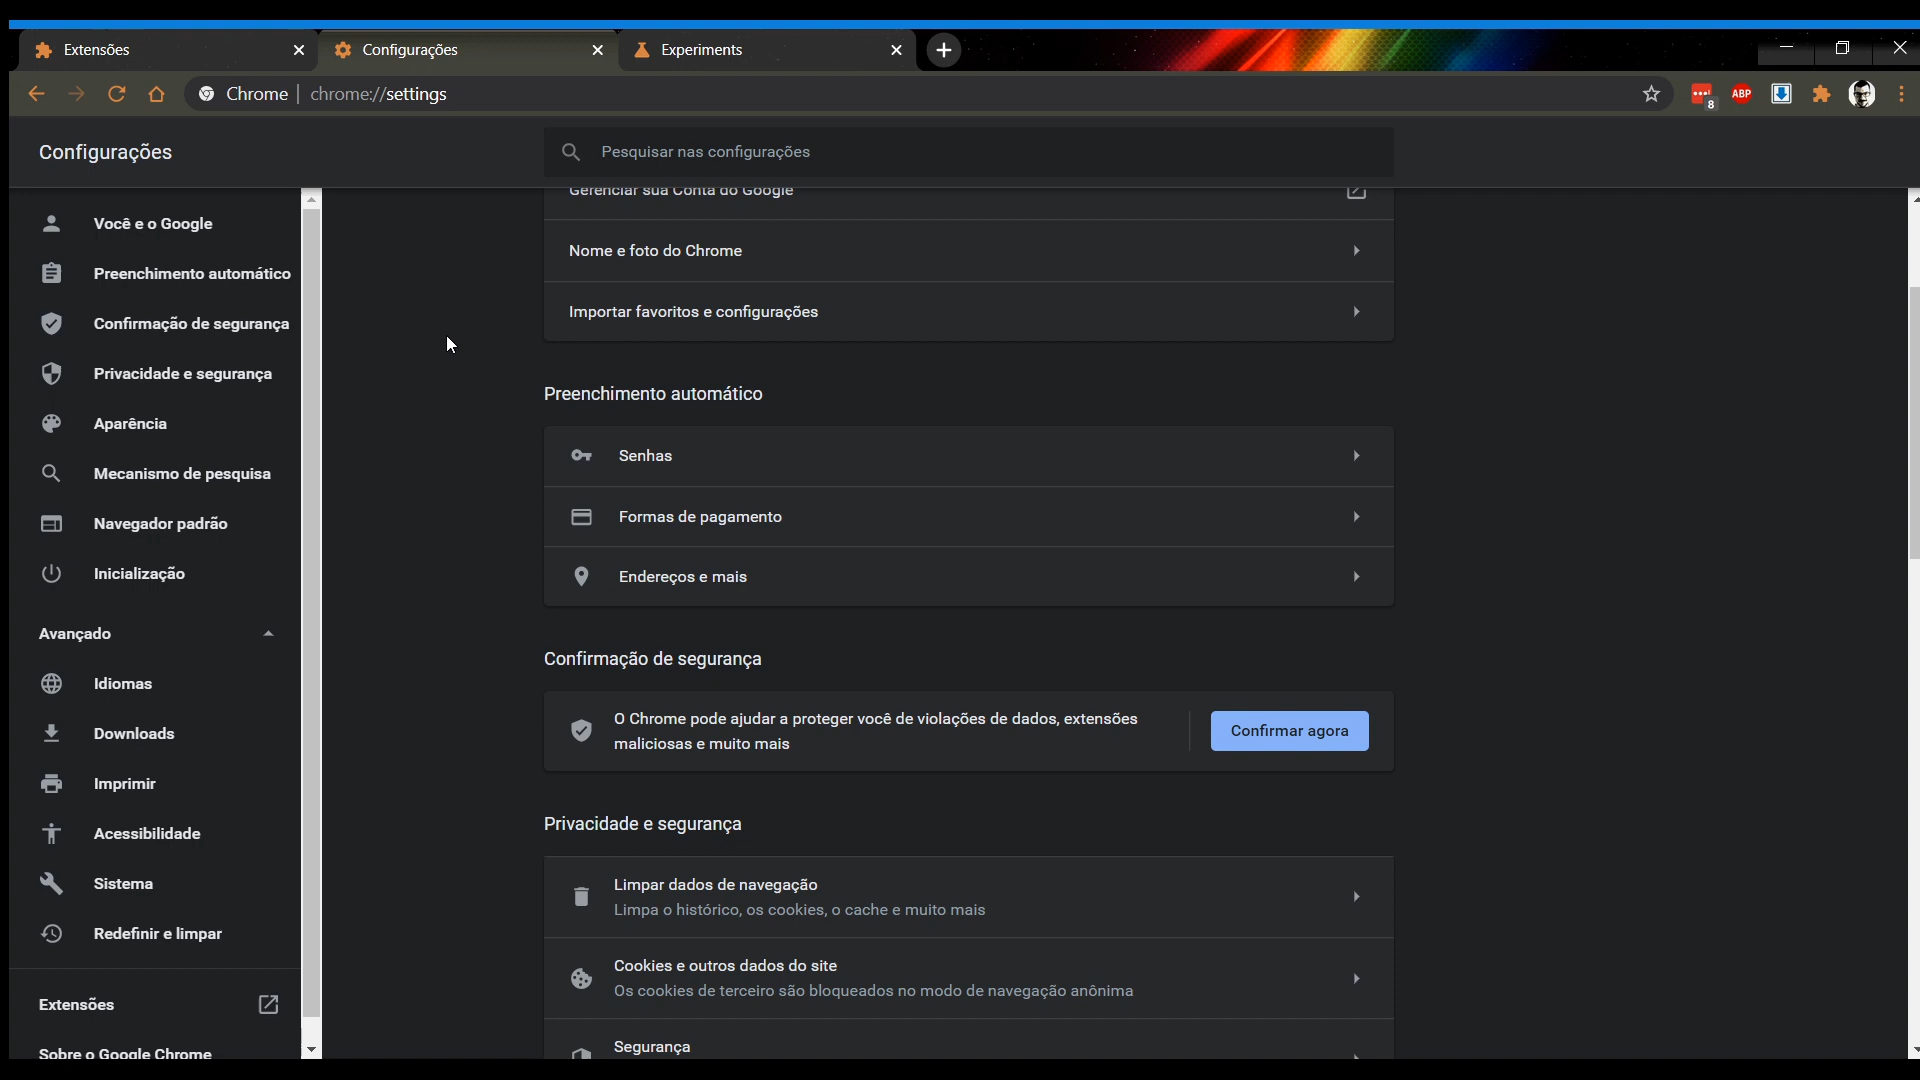 Extensões
Configurações
Experiments
Chrome | chrome://settings
8
ABP
Configurações
Pesquisar nas configurações
Você e o Google
Preenchimento automático
Confirmação de segurança
Privacidade e segurança
Aparência
Mecanismo de pesquisa
Navegador padrão
Inicialização
Avançado
Idiomas
Downloads
Imprimir
Acessibilidade
Sistema
Redefinir e limpar
Extensões
Sobre o Google Chrome
Gerenciar sua Conta do Google
Nome e foto do Chrome
Importar favoritos e configurações
Preenchimento automático
Senhas
Formas de pagamento
Endereços e mais
Confirmação de segurança
O Chrome pode ajudar a proteger você de violações de dados, extensões
maliciosas e muito mais
Confirmar agora
Privacidade e segurança
Limpar dados de navegação
Limpa o histórico, os cookies, o cache e muito mais
Cookies e outros dados do site
Os cookies de terceiro são bloqueados no modo de navegação anônima
Segurança